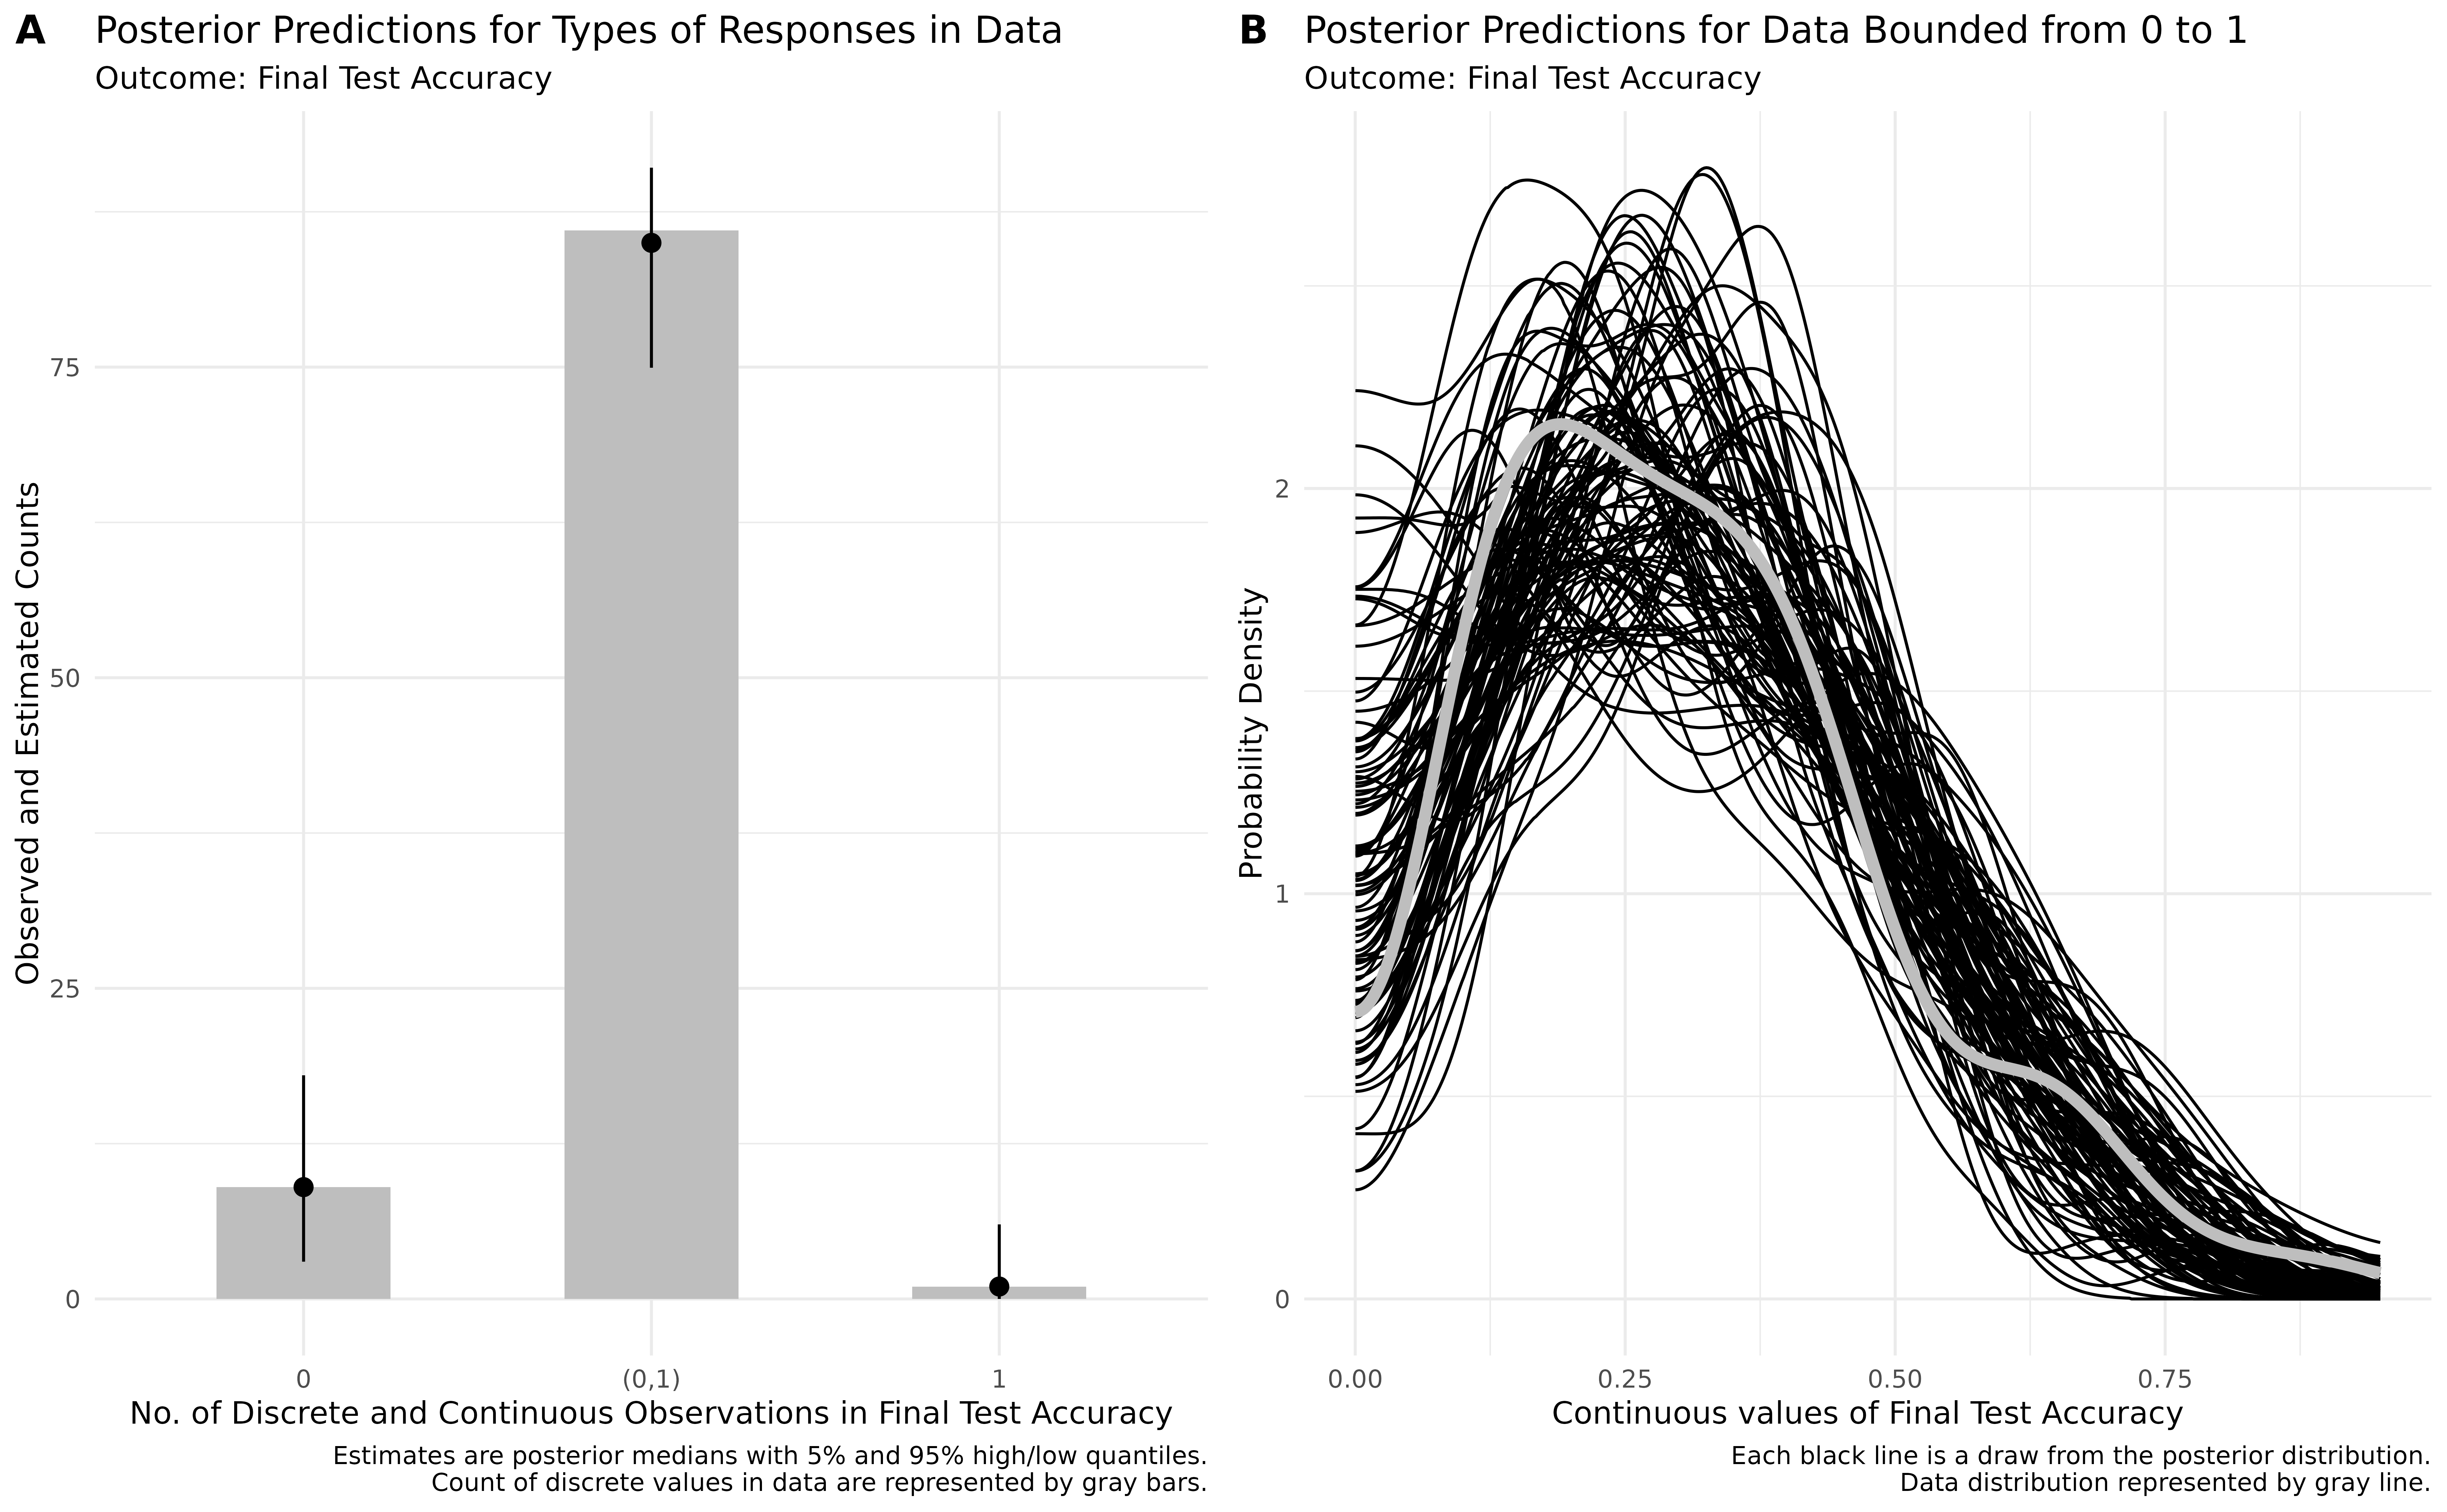 A
Posterior Predictions for Types of Responses in Data
Outcome: Final Test Accuracy
Observed and Estimated Counts
75
50
25
0
0
(0,1)
1
No. of Discrete and Continuous Observations in Final Test Accuracy
Estimates are posterior medians with 5% and 95% high/low quantiles.
Count of discrete values in data are represented by gray bars.
B
Posterior Predictions for Data Bounded from 0 to 1
Outcome: Final Test Accuracy
Probability Density
2
1
0
0.00
0.25
0.50
0.75
Continuous values of Final Test Accuracy
Each black line is a draw from the posterior distribution.
Data distribution represented by gray line.